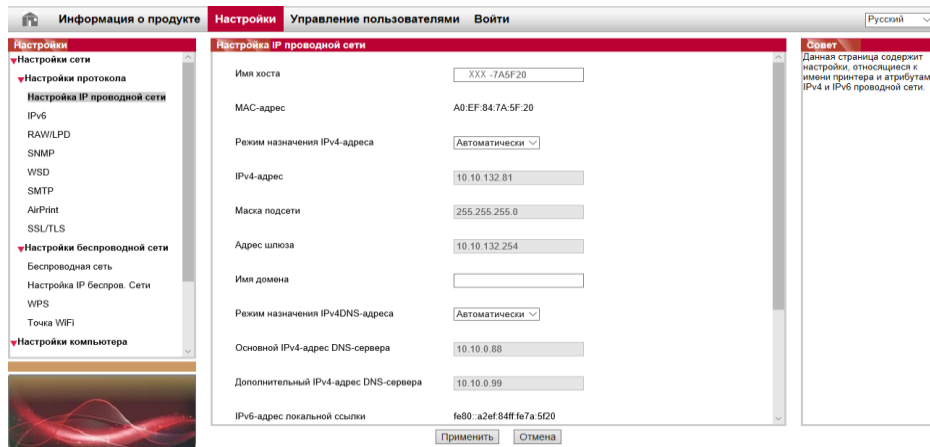 Информация о продукте Настройки Управление пользователями Войти Русский
Настройки
Настройки сети
Настройки протокола
Настройка IP проводной сети
IPv6
RAW/LPD
SNMP
WSD
SMTP
AirPrint
SSL/TLS
Настройки беспроводной сети
Беспроводная сеть
Настройка IP беспров. Сети
WPS
Точка WiFi
Настройки компьютера
Настройка IP проводной сети
Имя хоста XXX -7A5F20
MAC-адрес A0:EF:84:7A:5F:20
Режим назначения IPv4-адреса Автоматически
IPv4-адрес 10.10.132.81
Маска подсети 255.255.255.0
Адрес шлюза 10.10.132.254
Имя домена
Режим назначения IPv4DNS-адреса Автоматически
Основной IPv4-адрес DNS-сервера 10.10.0.88
Дополнительный IPv4-адрес DNS-сервера 10.10.0.99
IPv6-адрес локальной ссылки fe80::a2ef:84ff:fe7a:5f20
Применить Отмена
Совет
Данная страница содержит
настройки, относящиеся к
имени принтера и атрибутам
IPv4 и IPv6 проводной сети.